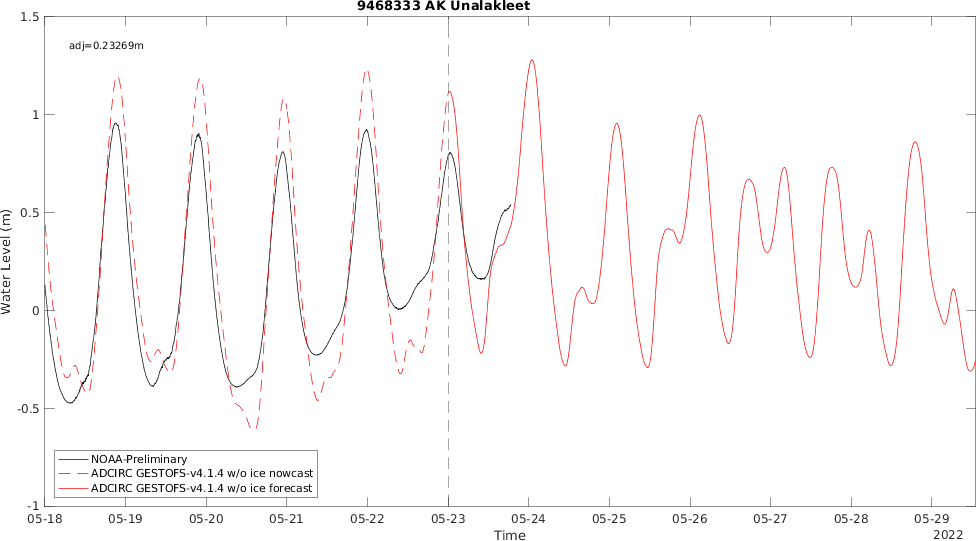 9468333 AK Unalakleet
adj=0.23269m
Water Level (m)
1.5
1
0.5
0
-0.5
-1
NOAA-Preliminary
ADCIRC GESTOFS-v4.1.4 w/o ice nowcast
ADCIRC GESTOFS-v4.1.4 w/o ice forecast
05-18 05-19 05-20 05-21 05-22 05-23 05-24 05-25 05-26 05-27 05-28 05-29
Time
2022